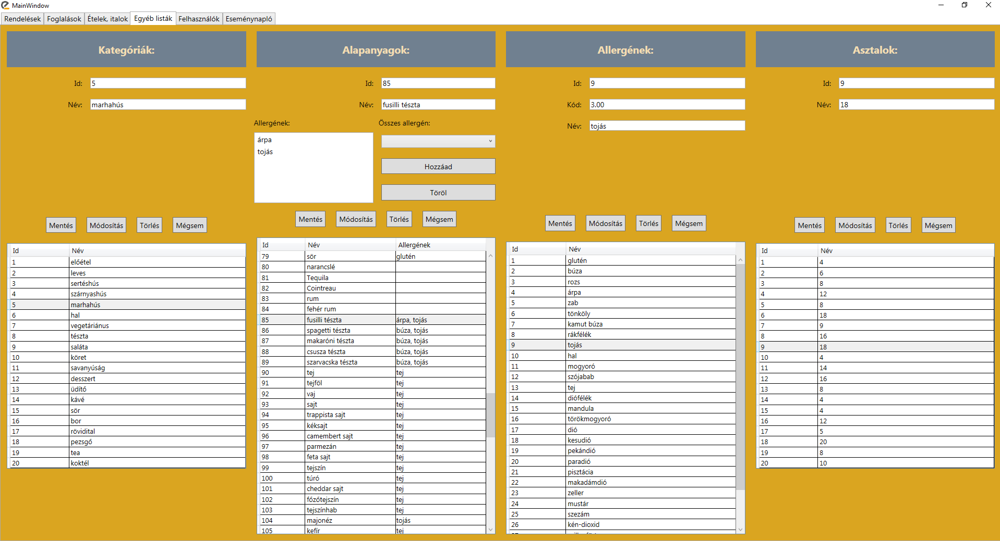 MainWindow
Rendelések Foglalások Ételek, italok Egyéb listák Felhasználók Eseménynapló
Kategóriák:
Id: 5
Név: marhahús
Mentés Módosítás Törlés Mégsem
Id Név
1 előétel
2 leves
3 sertéshús
4 szárnyashús
5 marhahús
6 hal
7 vegetáriánus
8 tészta
9 saláta
10 köret
11 savanyúság
12 desszert
13 üdítő
14 kávé
15 sör
16 bor
17 rövidital
18 pezsgő
19 tea
20 koktél
Alapanyagok:
Id: 85
Név: fusilli tészta
Allergének: Összes allergén:
árpa
tojás
Hozzáad
Töröl
Mentés Módosítás Törlés Mégsem
Id Név Allergének
79 sör glutén
80 narancslé
81 Tequila
82 Cointreau
83 rum
84 fehér rum
85 fusilli tészta árpa, tojás
86 spagetti tészta búza, tojás
87 makaróni tészta búza, tojás
88 csusza tészta búza, tojás
89 szarvacska tészta búza, tojás
90 tej tej
91 tejföl tej
92 vaj tej
93 sajt tej
94 trappista sajt tej
95 kéksajt tej
96 camembert sajt tej
97 parmezán tej
98 feta sajt tej
99 tejszín tej
100 túró tej
101 cheddar sajt tej
102 főzőtejszín tej
103 tejszínhab tej
104 majonéz tojás
105 kefír tej
Allergének:
Id: 9
Kód: 3.00
Név: tojás
Mentés Módosítás Törlés Mégsem
Id Név
1 glutén
2 búza
3 rozs
4 árpa
5 zab
6 tönköly
7 kamut búza
8 rákfélék
9 tojás
10 hal
11 mogyoró
12 szójabab
13 tej
14 diófélék
15 mandula
16 törökmogyoró
17 dió
18 kesudió
19 pekándió
20 paradió
21 pisztácia
22 makadámdió
23 zeller
24 mustár
25 szezám
26 kén-dioxid
Asztalok:
Id: 9
Név: 18
Mentés Módosítás Törlés Mégsem
Id Név
1 4
2 6
3 8
4 12
5 8
6 18
7 9
8 16
9 18
10 4
11 14
12 16
13 8
14 4
15 4
16 12
17 5
18 20
19 8
20 10